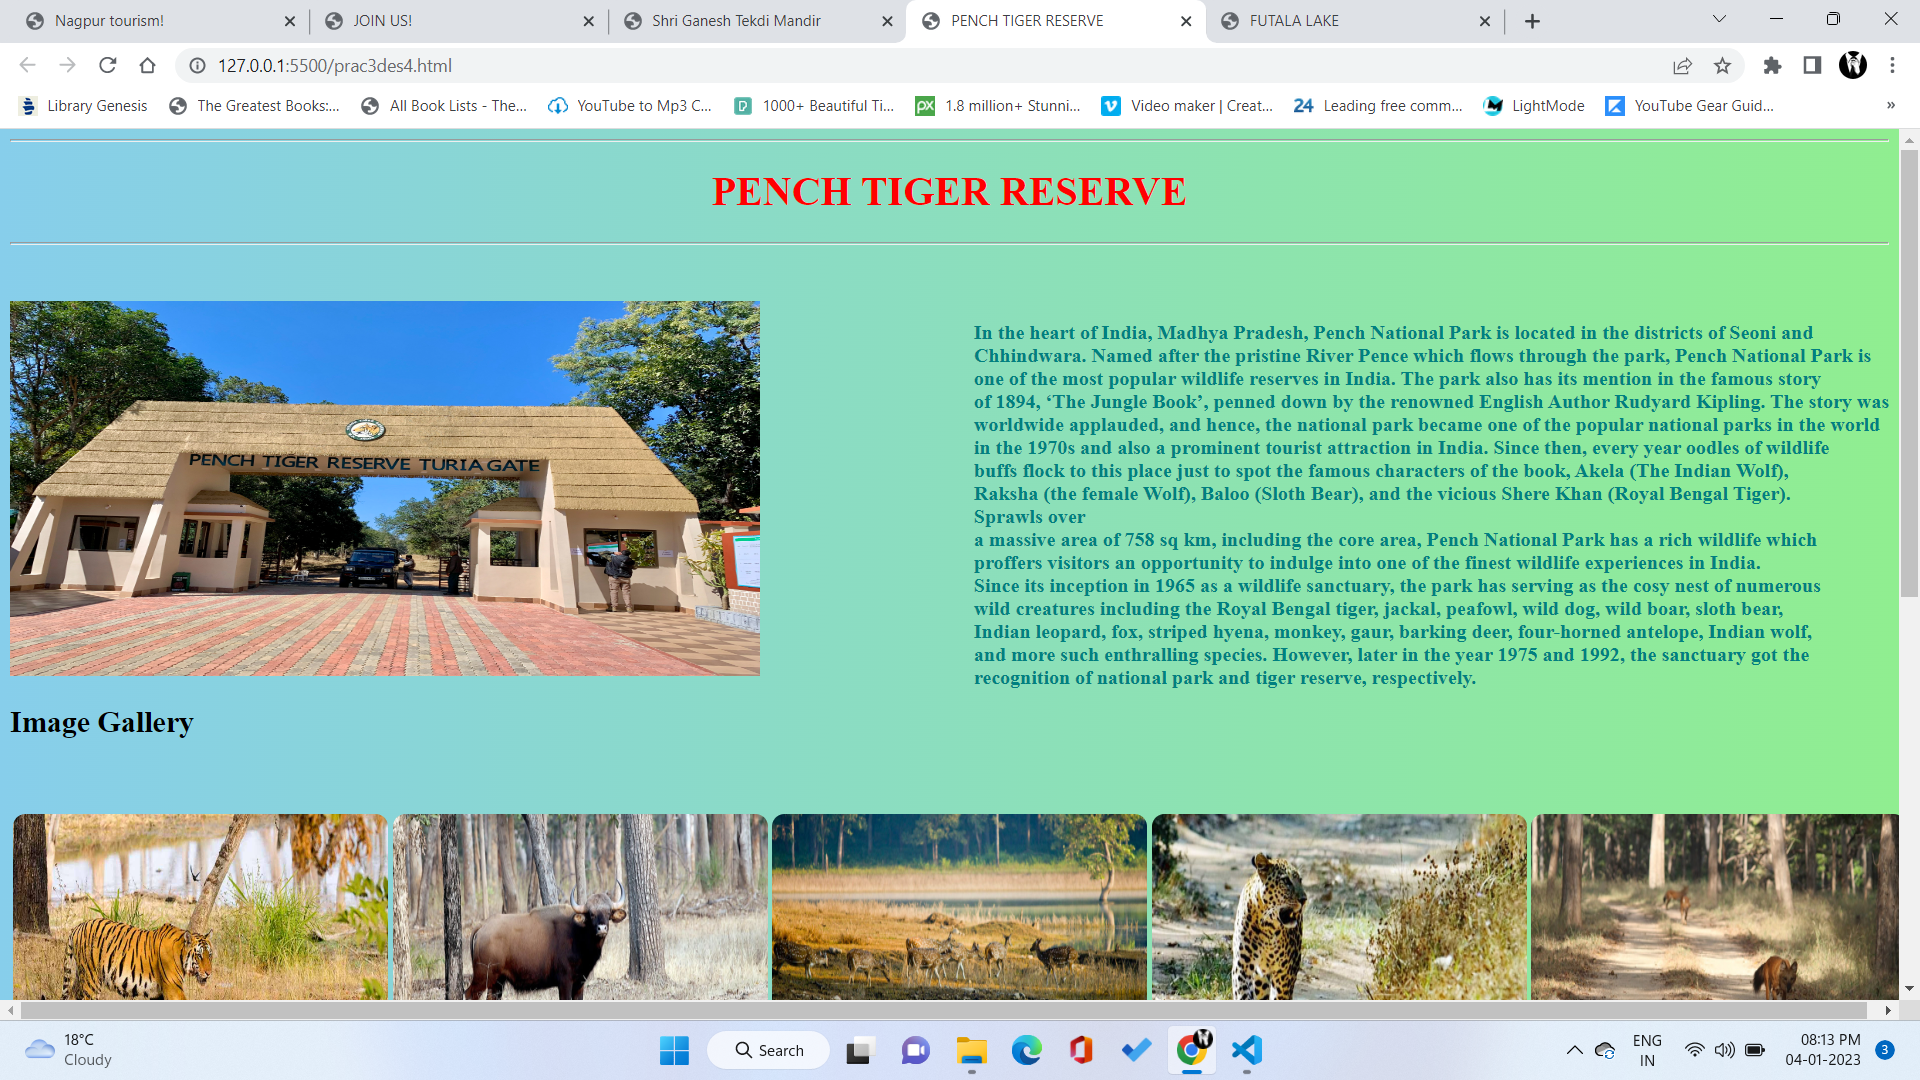 Nagpur tourism!
JOIN US!
Shri Ganesh Tekdi Mandir
PENCH TIGER RESERVE
FUTALA LAKE
127.0.0.1:5500/prac3des4.html
Library Genesis
The Greatest Books:...
All Book Lists - The...
YouTube to Mp3 C...
1000+ Beautiful Ti...
px
1.8 million+ Stunni...
Video maker | Creat...
24
Leading free comm...
LightMode
YouTube Gear Guid...
»
PENCH TIGER RESERVE
PENCH TIGER RESERVE TURIA GATE
In the heart of India, Madhya Pradesh, Pench National Park is located in the districts of Seoni and
Chhindwara. Named after the pristine River Pence which flows through the park, Pench National Park is
one of the most popular wildlife reserves in India. The park also has its mention in the famous story
of 1894, ‘The Jungle Book’, penned down by the renowned English Author Rudyard Kipling. The story was
worldwide applauded, and hence, the national park became one of the popular national parks in the world
in the 1970s and also a prominent tourist attraction in India. Since then, every year oodles of wildlife
buffs flock to this place just to spot the famous characters of the book, Akela (The Indian Wolf),
Raksha (the female Wolf), Baloo (Sloth Bear), and the vicious Shere Khan (Royal Bengal Tiger).
Sprawls over
a massive area of 758 sq km, including the core area, Pench National Park has a rich wildlife which
proffers visitors an opportunity to indulge into one of the finest wildlife experiences in India.
Since its inception in 1965 as a wildlife sanctuary, the park has serving as the cosy nest of numerous
wild creatures including the Royal Bengal tiger, jackal, peafowl, wild dog, wild boar, sloth bear,
Indian leopard, fox, striped hyena, monkey, gaur, barking deer, four-horned antelope, Indian wolf,
and more such enthralling species. However, later in the year 1975 and 1992, the sanctuary got the
recognition of national park and tiger reserve, respectively.
Image Gallery
18°C
Cloudy
Search
ENG
IN
08:13 PM
04-01-2023
3